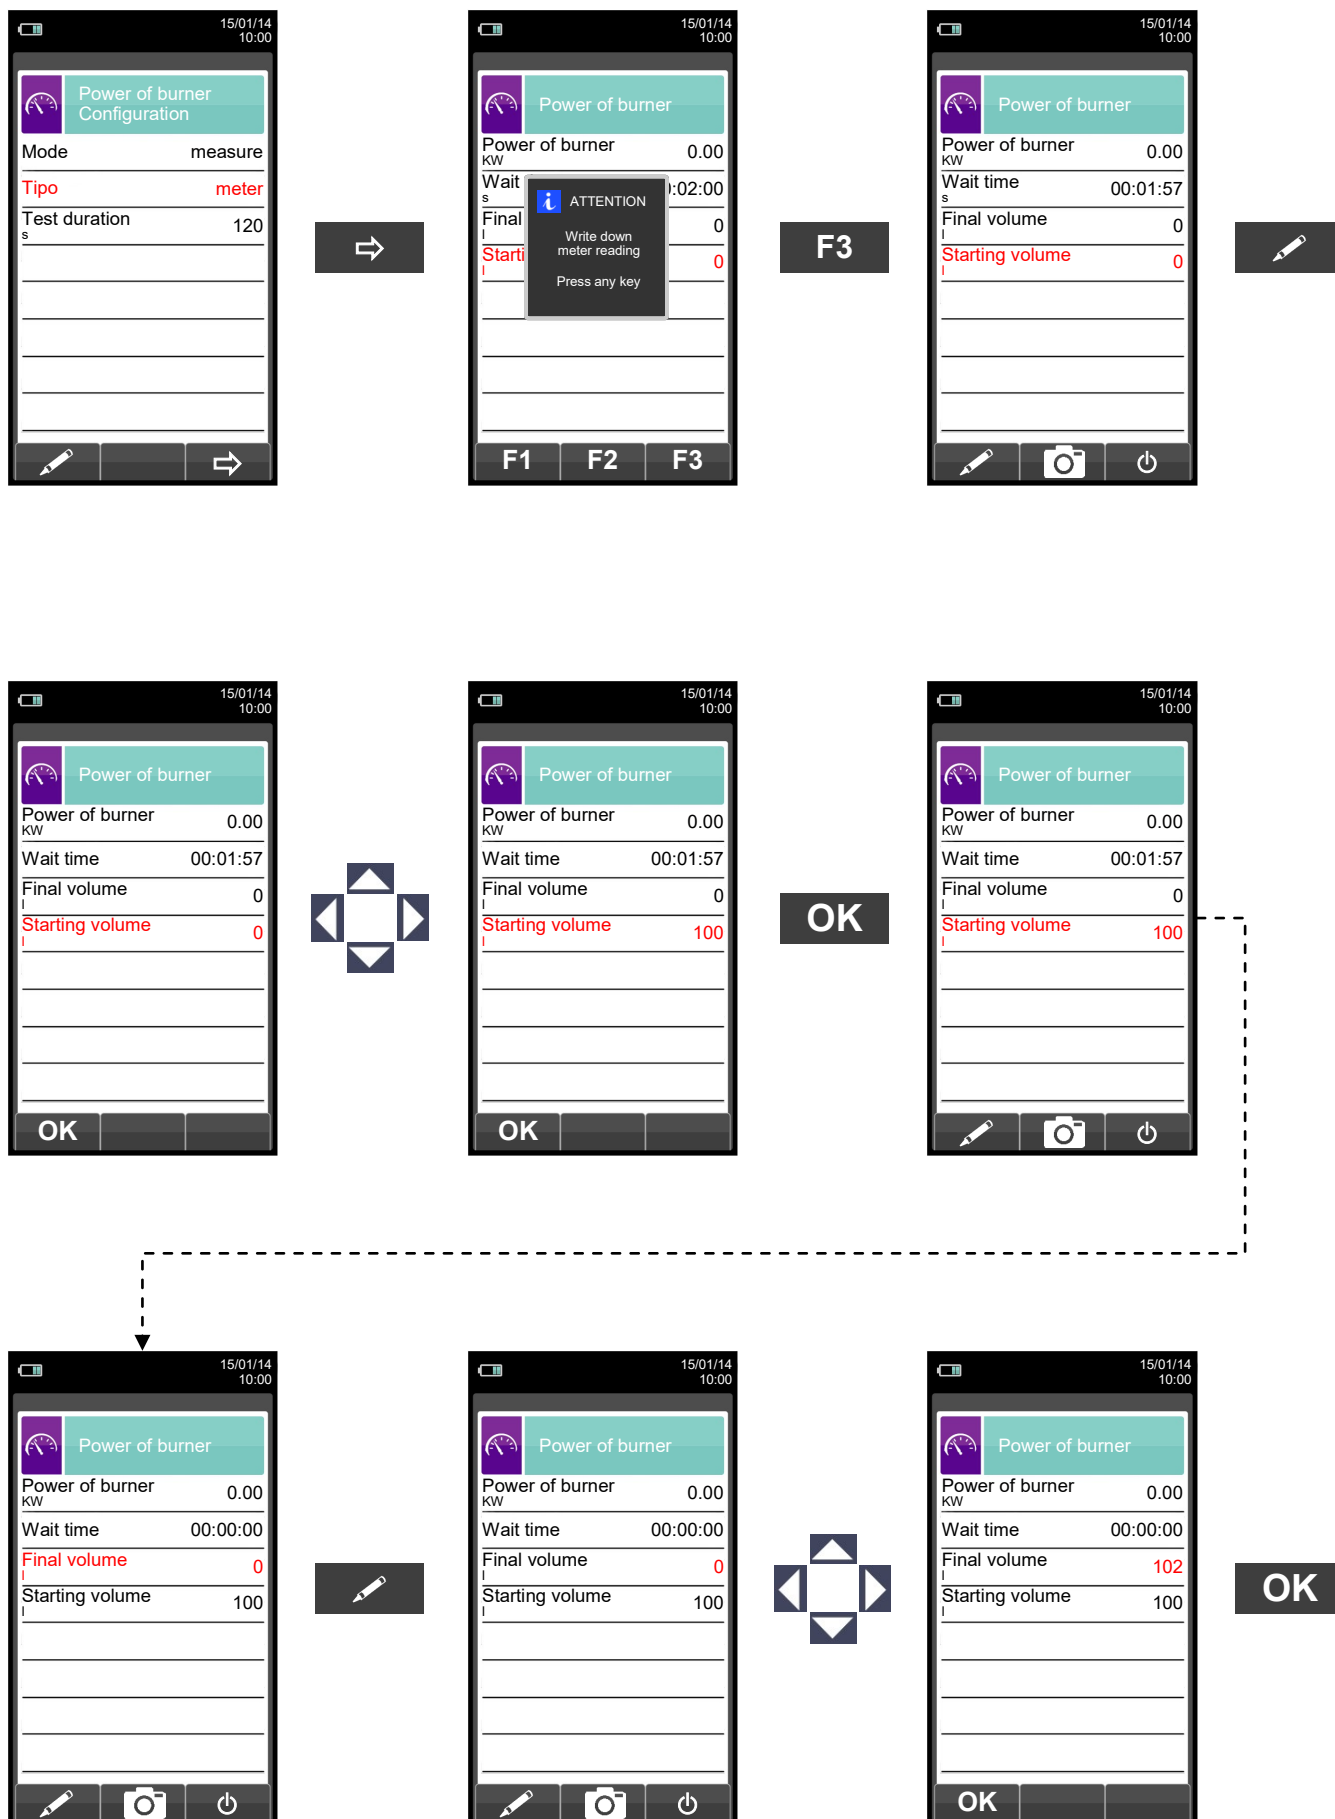 15/01/14
10:00
Power of burner
Configuration
Mode measure
Tipo meter
Test duration 120
s
15/01/14
10:00
Power of burner
Power of burner 0.00
KW
Wait :02:00
s
Final 0
l
Starti 0
l
i ATTENTION
Write down
meter reading
Press any key
F1 F2 F3
F3
15/01/14
10:00
Power of burner
Power of burner 0.00
KW
Wait time 00:01:57
s
Final volume 0
l
Starting volume 0
l
15/01/14
10:00
Power of burner
Power of burner 0.00
KW
Wait time 00:01:57
Final volume 0
l
Starting volume 0
l
OK
15/01/14
10:00
Power of burner
Power of burner 0.00
KW
Wait time 00:01:57
Final volume 0
l
Starting volume 100
l
OK
OK
15/01/14
10:00
Power of burner
Power of burner 0.00
KW
Wait time 00:01:57
Final volume 0
l
Starting volume 100
l
15/01/14
10:00
Power of burner
Power of burner 0.00
KW
Wait time 00:00:00
Final volume 0
l
Starting volume 100
l
15/01/14
10:00
Power of burner
Power of burner 0.00
KW
Wait time 00:00:00
Final volume 0
l
Starting volume 100
l
15/01/14
10:00
Power of burner
Power of burner 0.00
KW
Wait time 00:00:00
Final volume 102
l
Starting volume 100
l
OK
OK